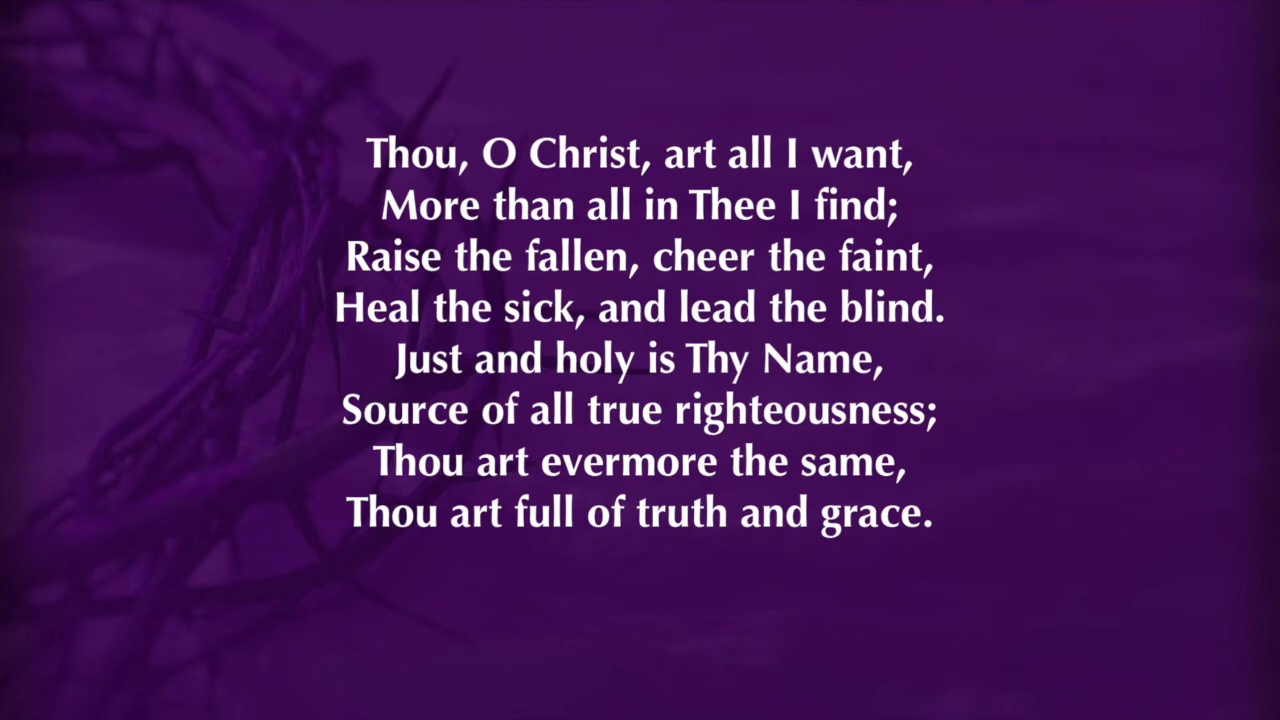 Thou, O Christ, art all I want,
More than all in Thee I find;
Raise the fallen, cheer the faint,
Heal the sick, and lead the blind.
Just and holy is Thy Name,
Source of all true righteousness;
Thou art evermore the same,
Thou art full of truth and grace.